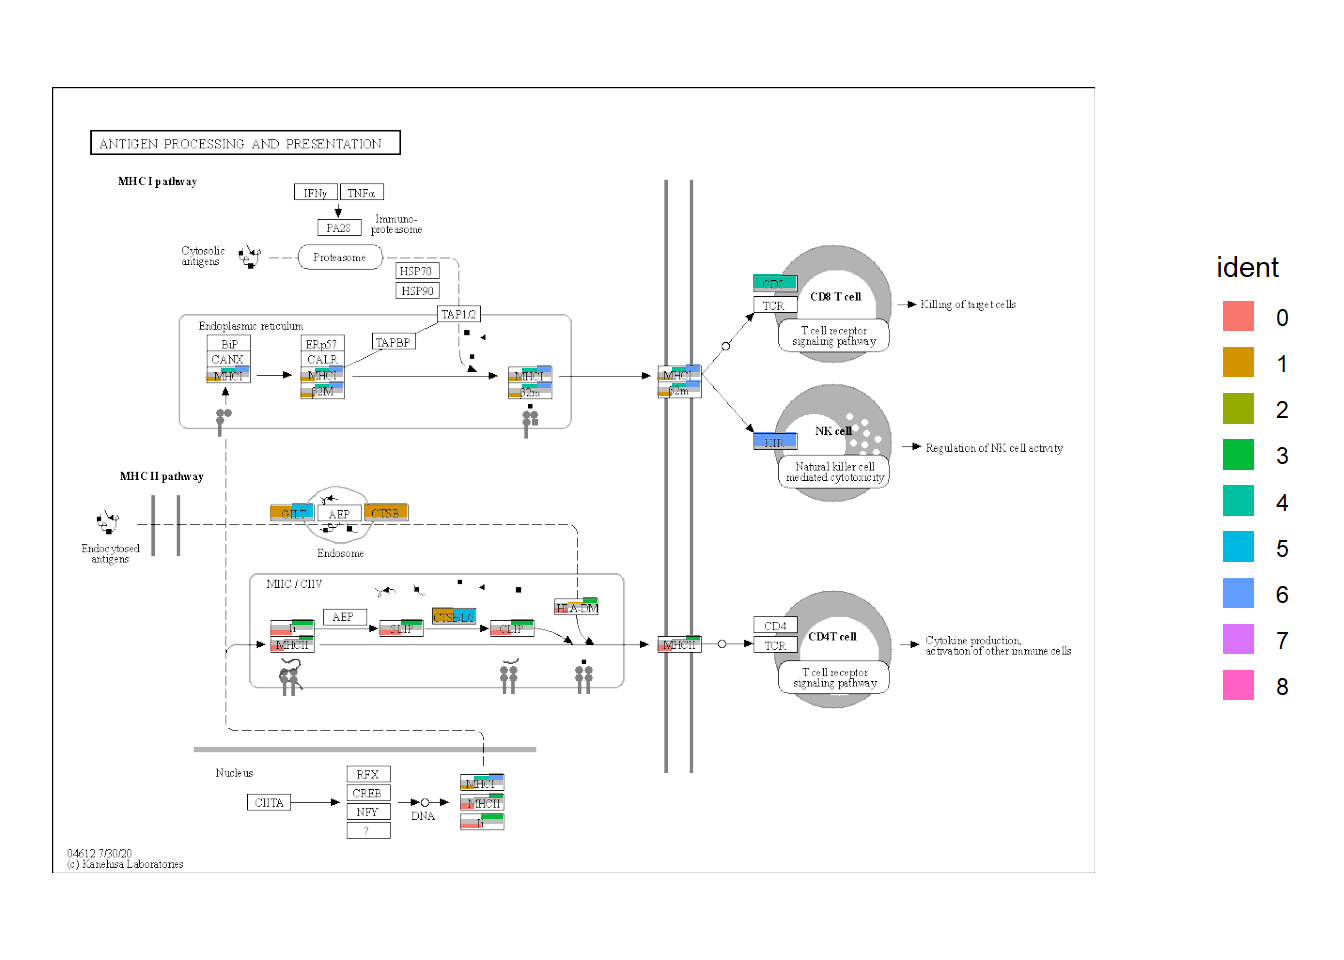 ANTIGEN PROCESSING AND PRESENTATION
MHC I pathway
IFNγ
TNFα
PA28
Immuno-
proteasome
Cytosolic
antigens
Proteasome
HSP70
HSP90
TAP1/2
Endoplasmic reticulum
BiP
CANX
MHCI
ERp57
CALR
MHCI
β2M
TAPBP
MHCI
β2m
MHCI
β2m
CD8
TCR
CD8 T cell
T cell receptor
signaling pathway
Killing of target cells
KIR
NK cell
Natural killer cell
mediated cytotoxicity
Regulation of NK cell activity
MHC II pathway
Endocytosed
antigens
GILT
AEP
CTSB
Endosome
MHC / CIIV
Ii
MHCII
AEP
SLIP
CTSB/LS
CLIP
HLA-DM
MHCII
CD4
TCR
CD4T cell
T cell receptor
signaling pathway
Cytokine production,
activation of other immune cells
Nucleus
CIITA
RFX
CREB
NFY
?
DNA
MHCI
MHCII
Ii
04612 7/30/20
(c) Kanehisa Laboratories
ident
0
1
2
3
4
5
6
7
8